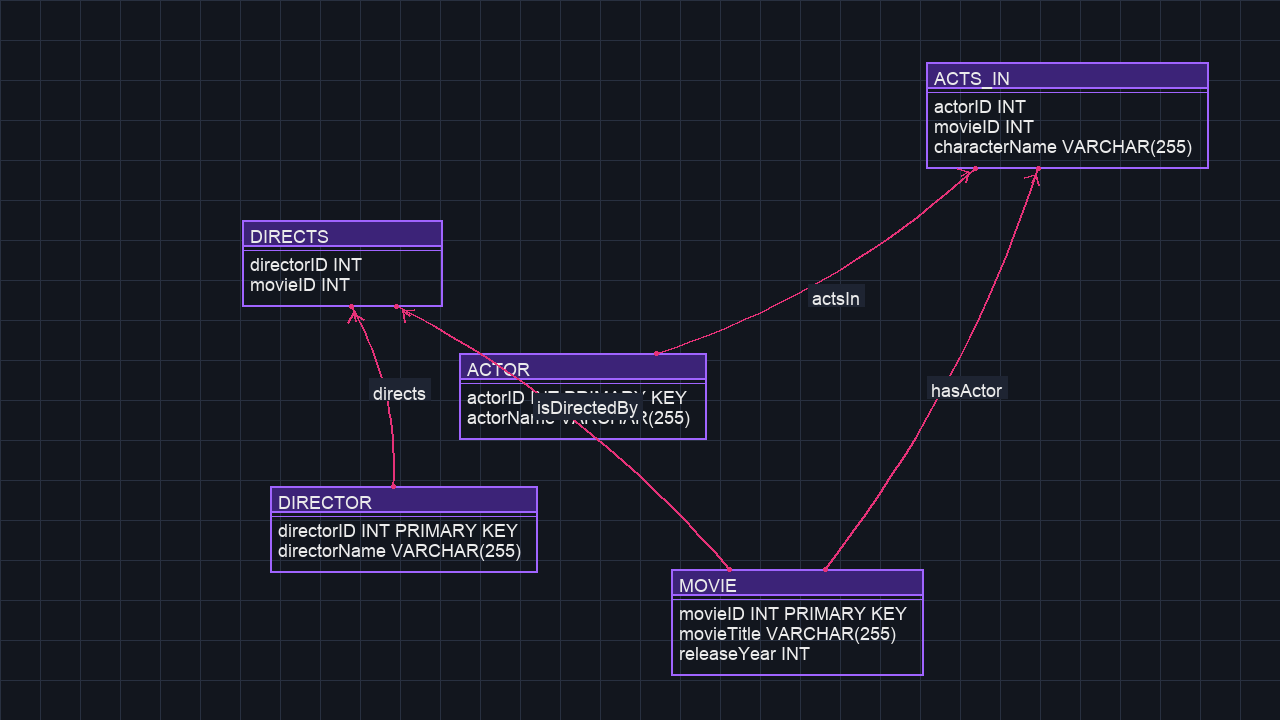 ACTS_IN
actorID INT
movieID INT
characterName VARCHAR(255)
DIRECTS
directorID INT
movieID INT
actsIn
ACTOR
actorID INT PRIMARY KEY
actorName VARCHAR(255)
isDirectedBy
directs
hasActor
DIRECTOR
directorID INT PRIMARY KEY
directorName VARCHAR(255)
MOVIE
movieID INT PRIMARY KEY
movieTitle VARCHAR(255)
releaseYear INT